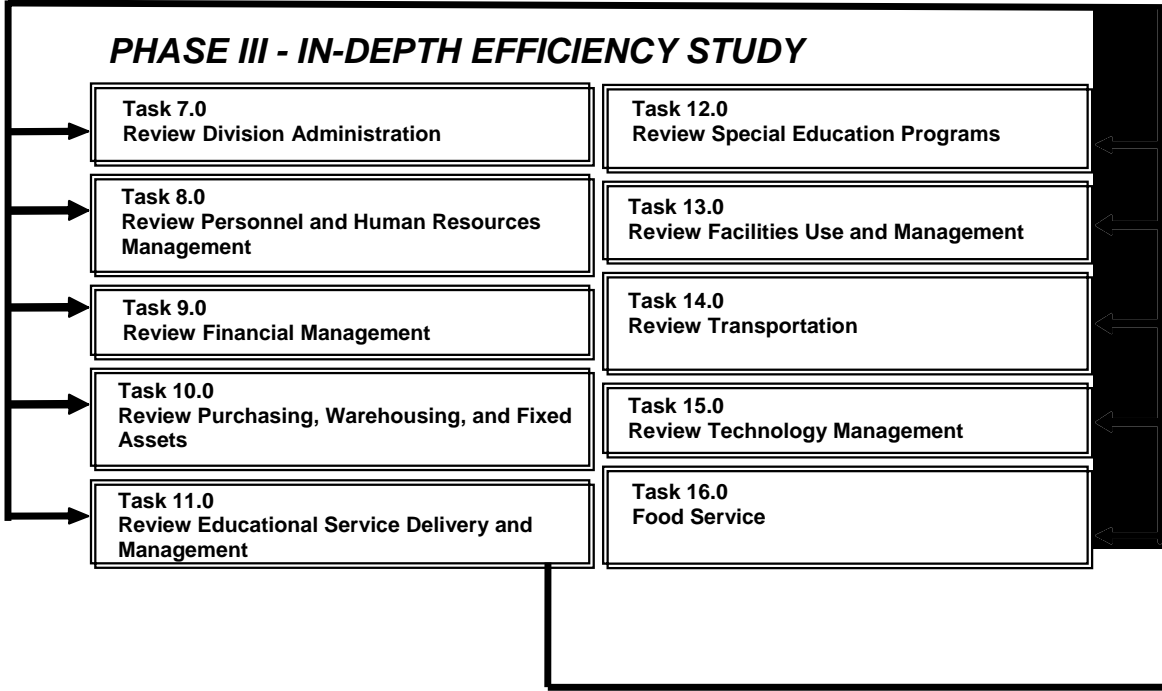 PHASE III - IN-DEPTH EFFICIENCY STUDY
Task 7.0
Review Division Administration
Task 8.0
Review Personnel and Human Resources
Management
Task 9.0
Review Financial Management
Task 10.0
Review Purchasing, Warehousing, and Fixed
Assets
Task 11.0
Review Educational Service Delivery and
Management
Task 12.0
Review Special Education Programs
Task 13.0
Review Facilities Use and Management
Task 14.0
Review Transportation
Task 15.0
Review Technology Management
Task 16.0
Food Service